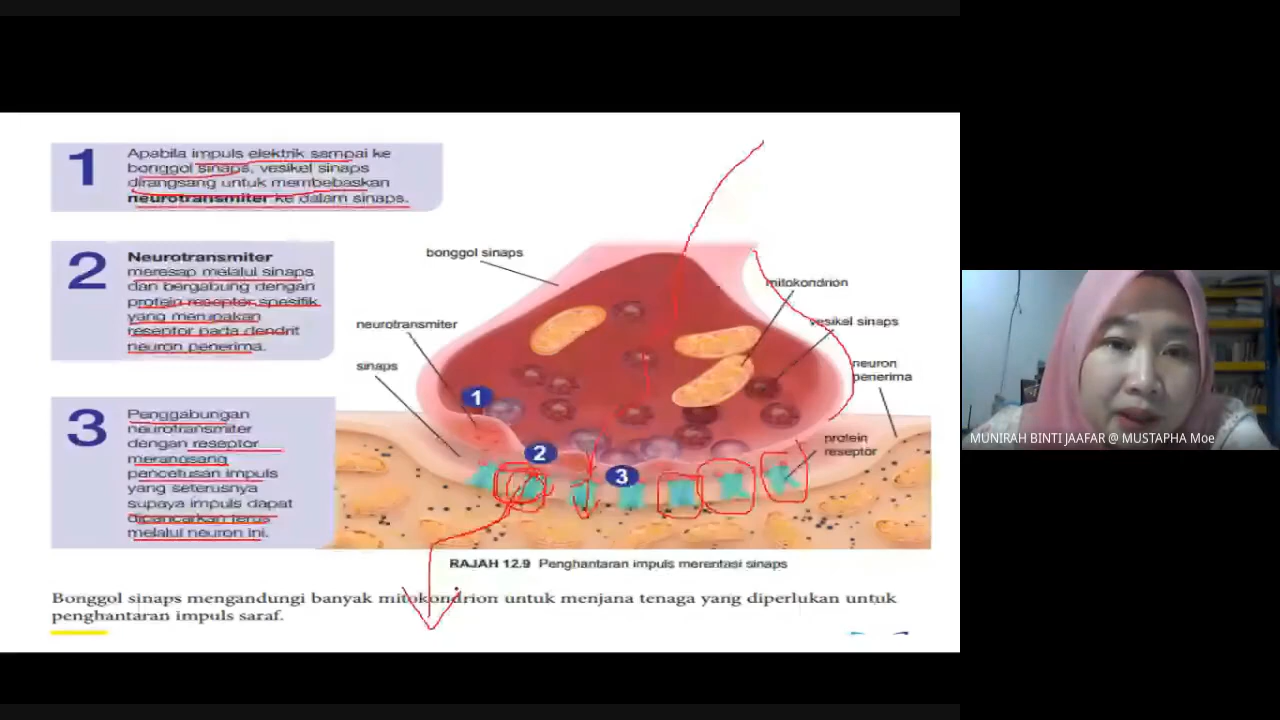 1
Apabila impuls elektrik sampai ke
bonggol sinaps, vesikel sinaps
dirangsang untuk membebaskan
neurotransmiter ke dalam sinaps.
2
Neurotransmiter
meresap melalui sinaps
dan bergabung dengan
protein reseptor spesifik
yang merupakan
reseptor pada dendrit
neuron penerima.
3
Penggabungan
neurotransmiter
dengan reseptor
merangsang
pencetusan impuls
yang seterusnya
supaya impuls dapat
dipancarkan terus
melalui neuron ini.
bonggol sinaps
neurotransmiter
sinaps
mitokondrion
vesikel sinaps
neuron
penerima
protein
reseptor
1
2
3
RAJAH 12.9 Penghantaran impuls merentasi sinaps
Bonggol sinaps mengandungi banyak mitokondrion untuk menjana tenaga yang diperlukan untuk
penghantaran impuls saraf.
MUNIRAH BINTI JAAFAR @ MUSTAPHA Moe